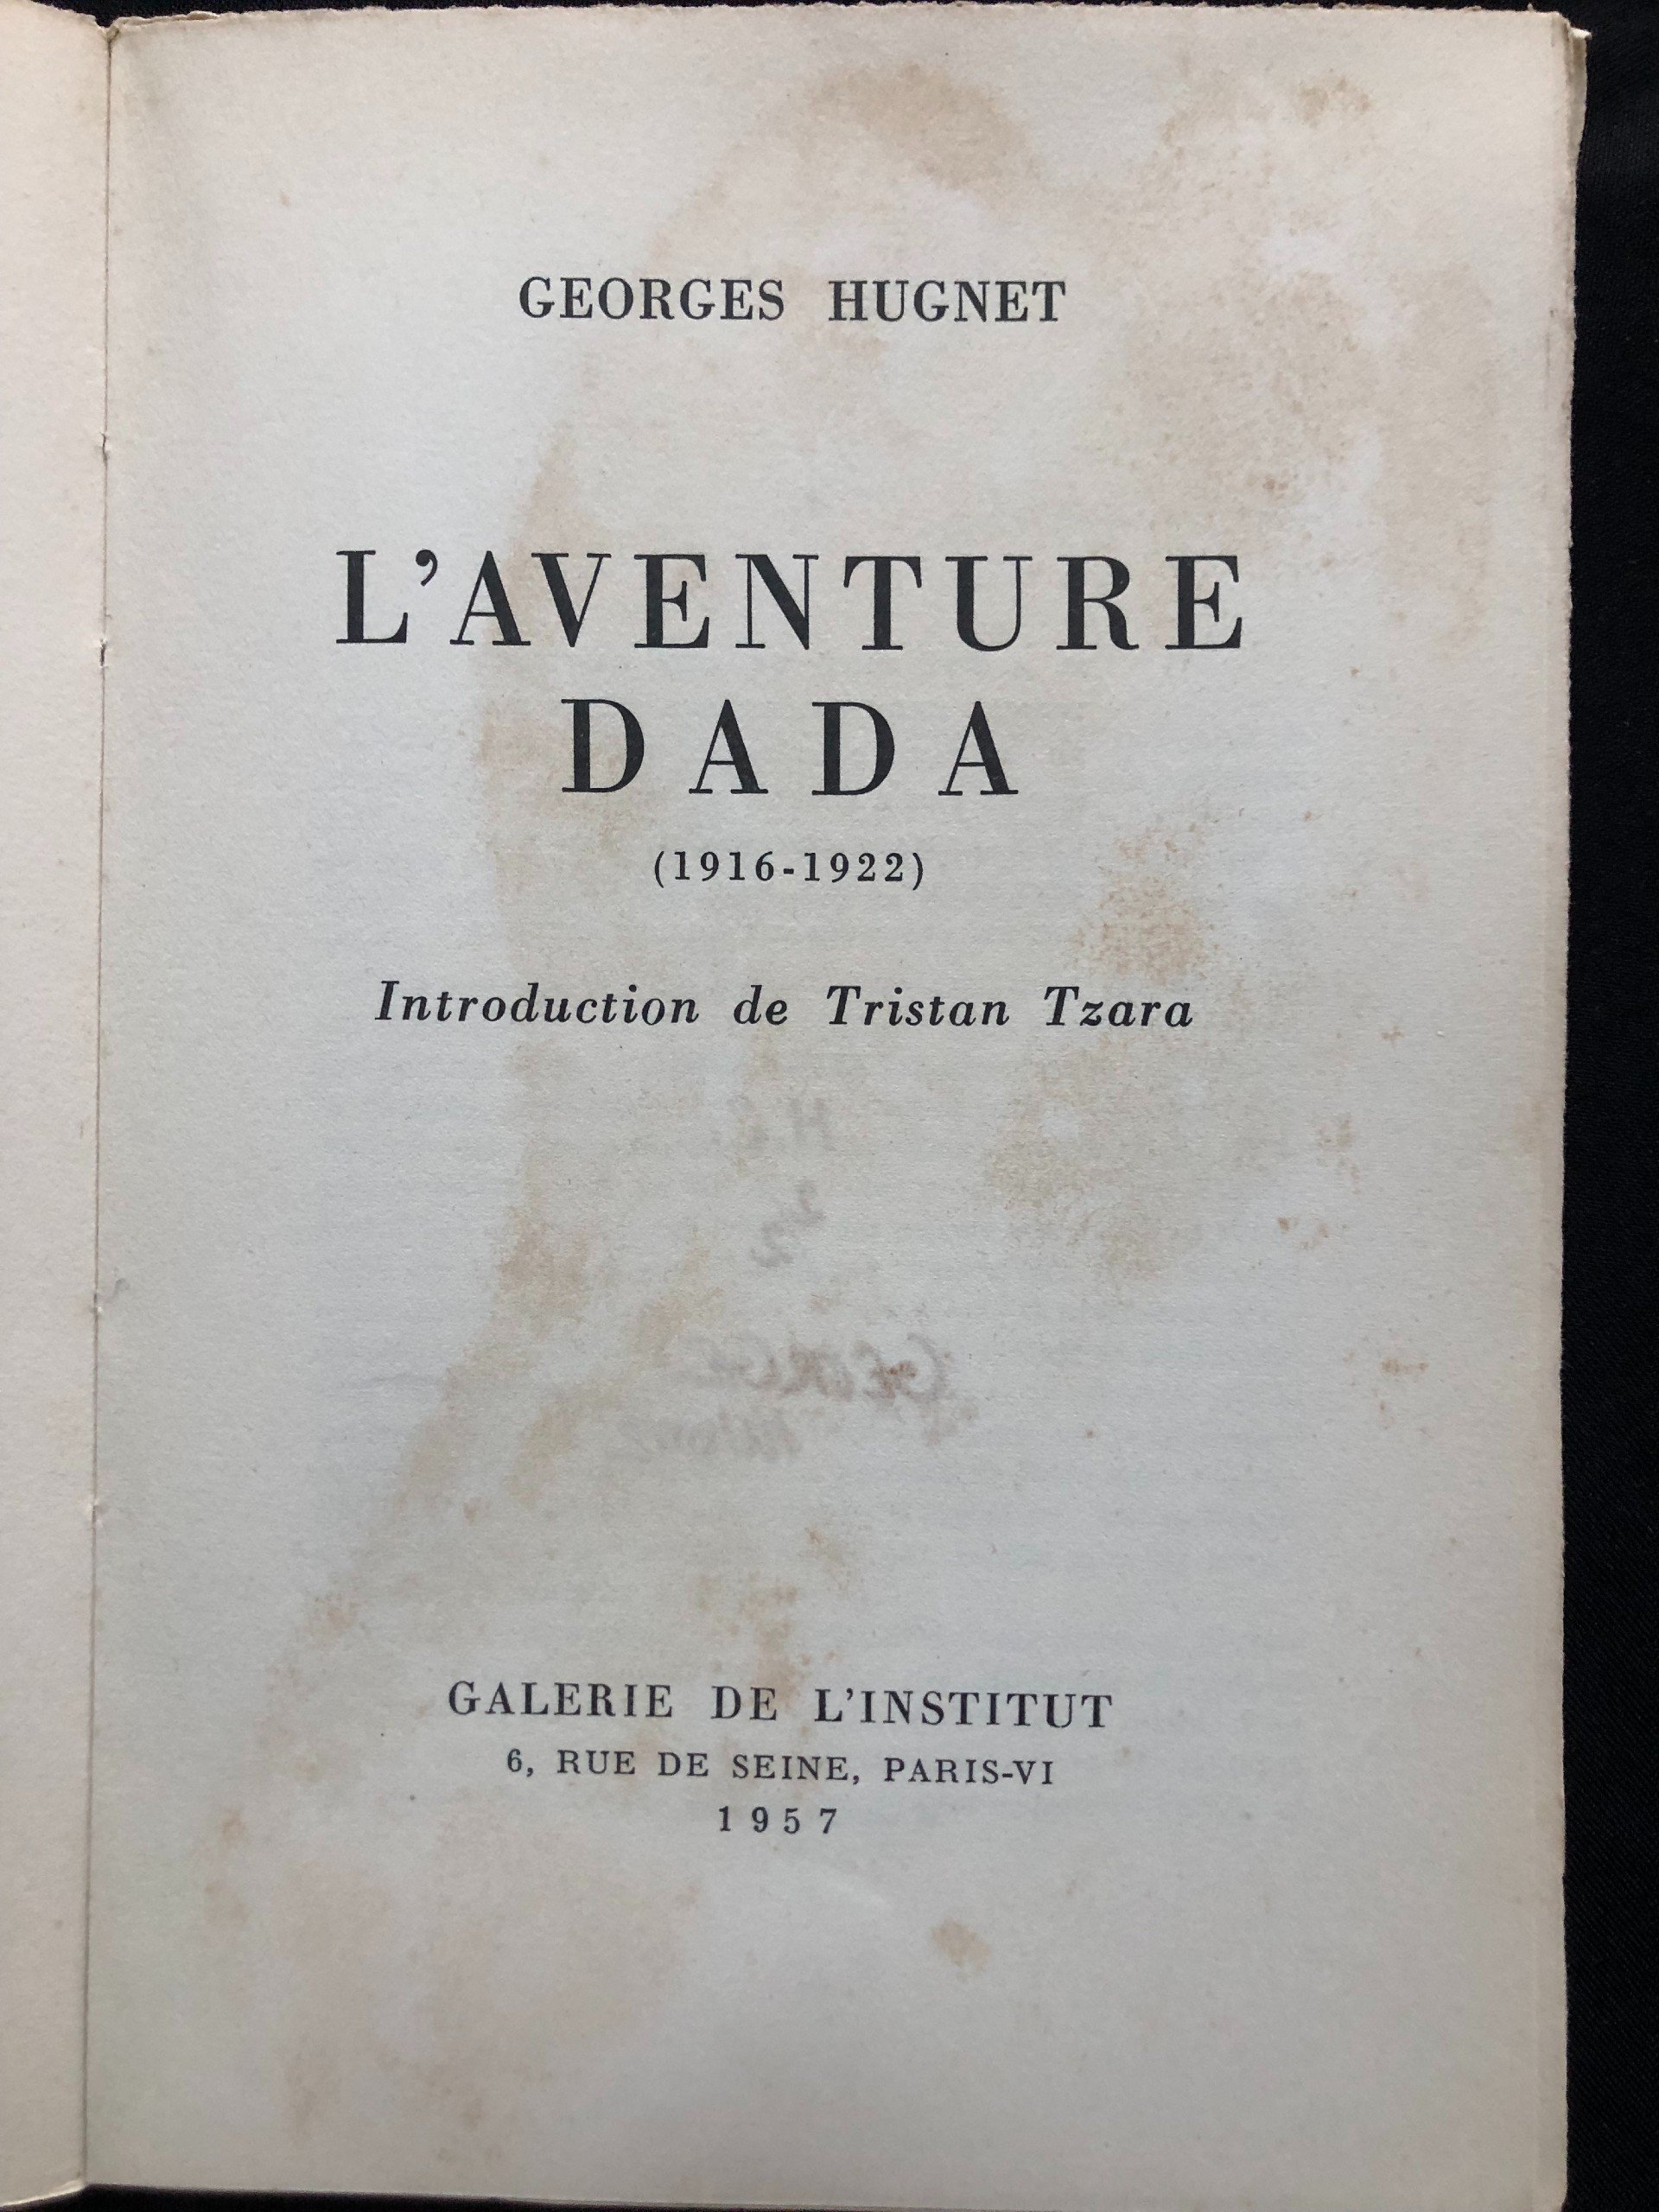 GEORGES HUGNET
L'AVENTURE
DADA
(1916-1922)
Introduction de Tristan Tzara
GALERIE DE L'INSTITUT
6, RUE DE SEINE, PARIS-VI
1957